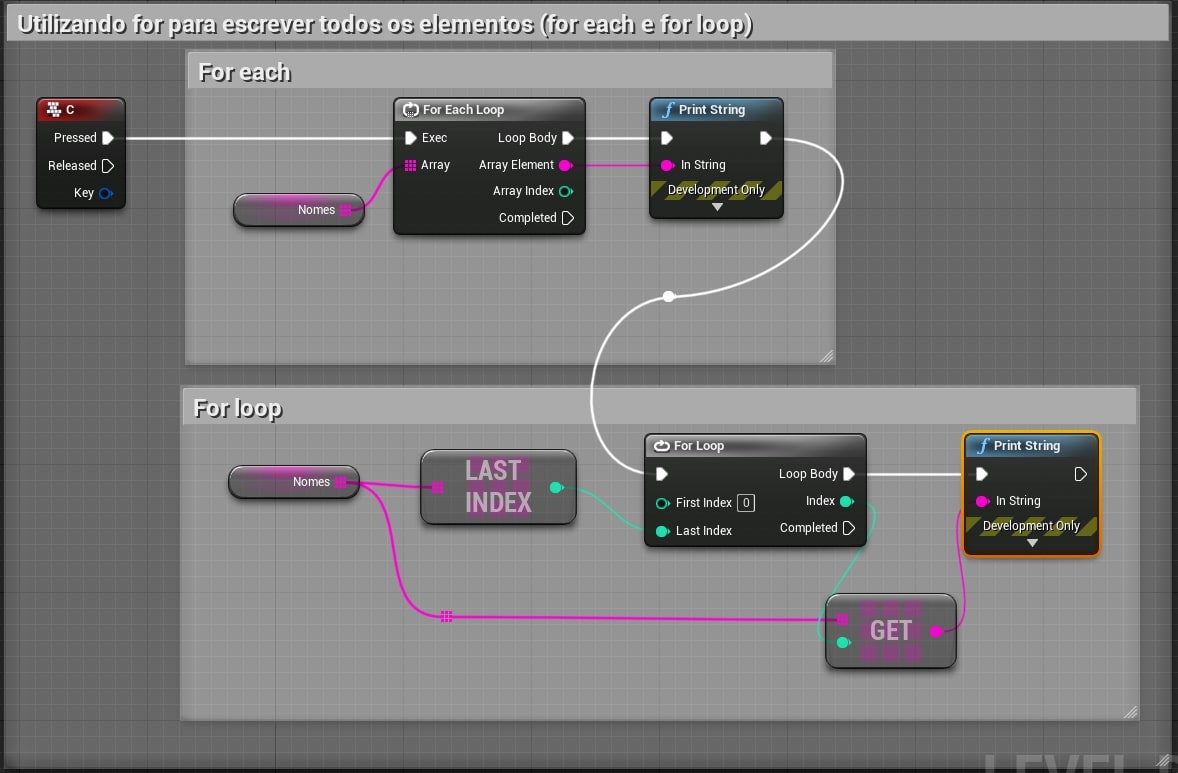 Utilizando for para escrever todos os elementos (for each e for loop)
For each
C
Pressed
Released
Key
Nomes
For Each Loop
Exec
Loop Body
Array
Array Element
Array Index
Completed
Print String
In String
Development Only
For loop
Nomes
LAST
INDEX
For Loop
Loop Body
First Index 0
Index
Last Index
Completed
Print String
In String
Development Only
GET